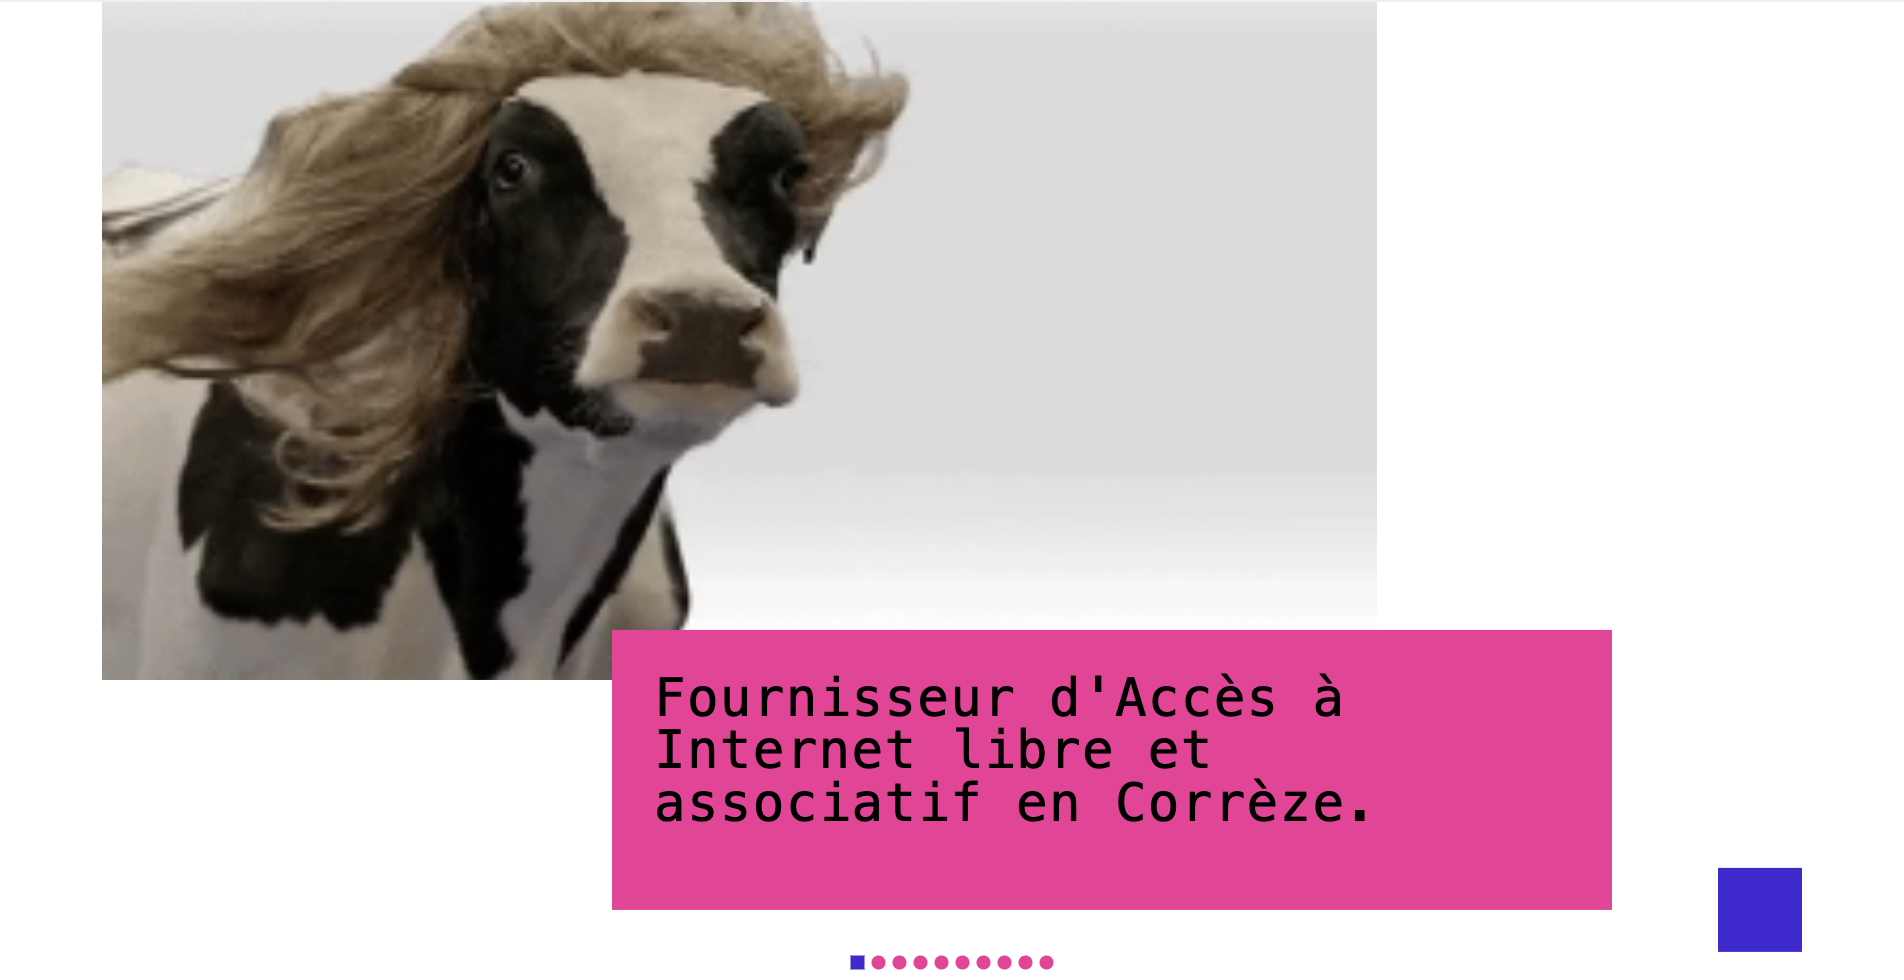 Fournisseur d'Accès à
Internet libre et
associatif en Corrèze.